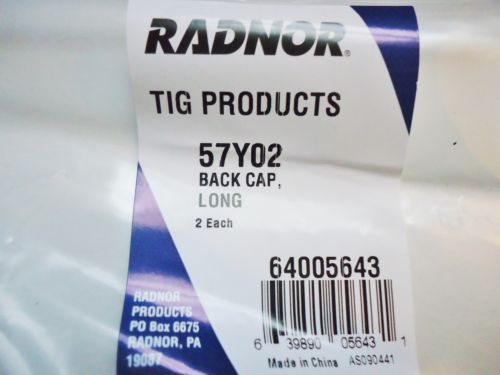 RADNOR®
TIG PRODUCTS
57Y02
BACK CAP,
LONG
2 Each
64005643
RADNOR
PRODUCTS
PO Box 6675
RADNOR, PA
19087
6 39890 05643 1
Made in China AS090441